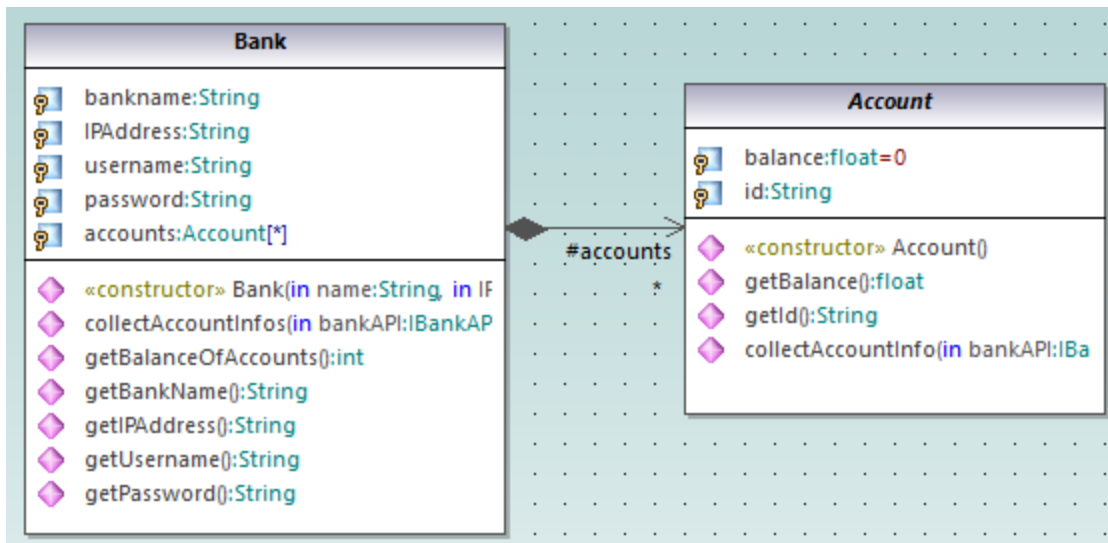 Bank
bankname:String
IPAddress:String
username:String
password:String
accounts:Account[*]
«constructor» Bank(in name:String, in IF
collectAccountInfos(in bankAPI:IBankAP
getBalanceOfAccounts():int
getBankName():String
getIPAddress():String
getUsername():String
getPassword():String
#accounts
*
Account
balance:float=0
id:String
«constructor» Account()
getBalance():float
getId():String
collectAccountInfo(in bankAPI:IBa